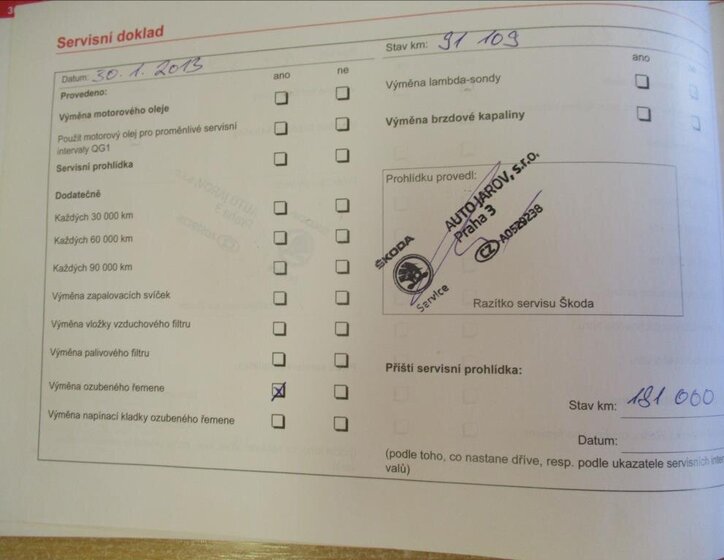 3
Servisní doklad
Datum: 30. 1. 2013
ano
ne
Provedeno:
Výměna motorového oleje
Použit motorový olej pro proměnlivé servisní
intervaly QG1
Servisní prohlídka
Dodatečně
Každých 30 000 km
Každých 60 000 km
Každých 90 000 km
Výměna zapalovacích svíček
Výměna vložky vzduchového filtru
Výměna palivového filtru
Výměna ozubeného řemene
Výměna napínací kladky ozubeného řemene
Stav km: 91 109
ano
Výměna lambda-sondy
Výměna brzdové kapaliny
Prohlídku provedl:
AUTO JAROV, s.r.o.
Praha 3
CZ A0529238
ŠKODA
Service
Razítko servisu Škoda
Příští servisní prohlídka:
Stav km: 181 000
Datum:
(podle toho, co nastane dříve, resp. podle ukazatele servisních inter
valů)